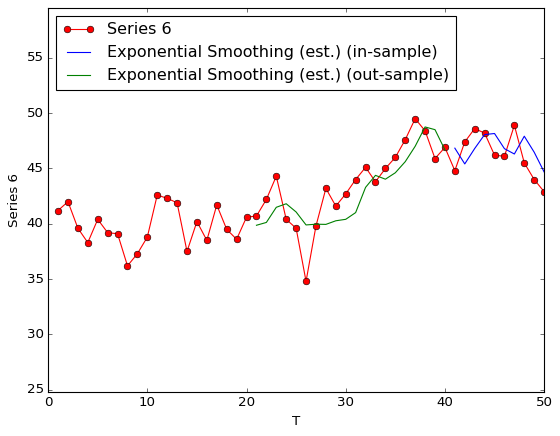 Series 6
Exponential Smoothing (est.) (in-sample)
Exponential Smoothing (est.) (out-sample)
55
50
45
40
35
30
25
Series 6
0 10 20 30 40 50
T